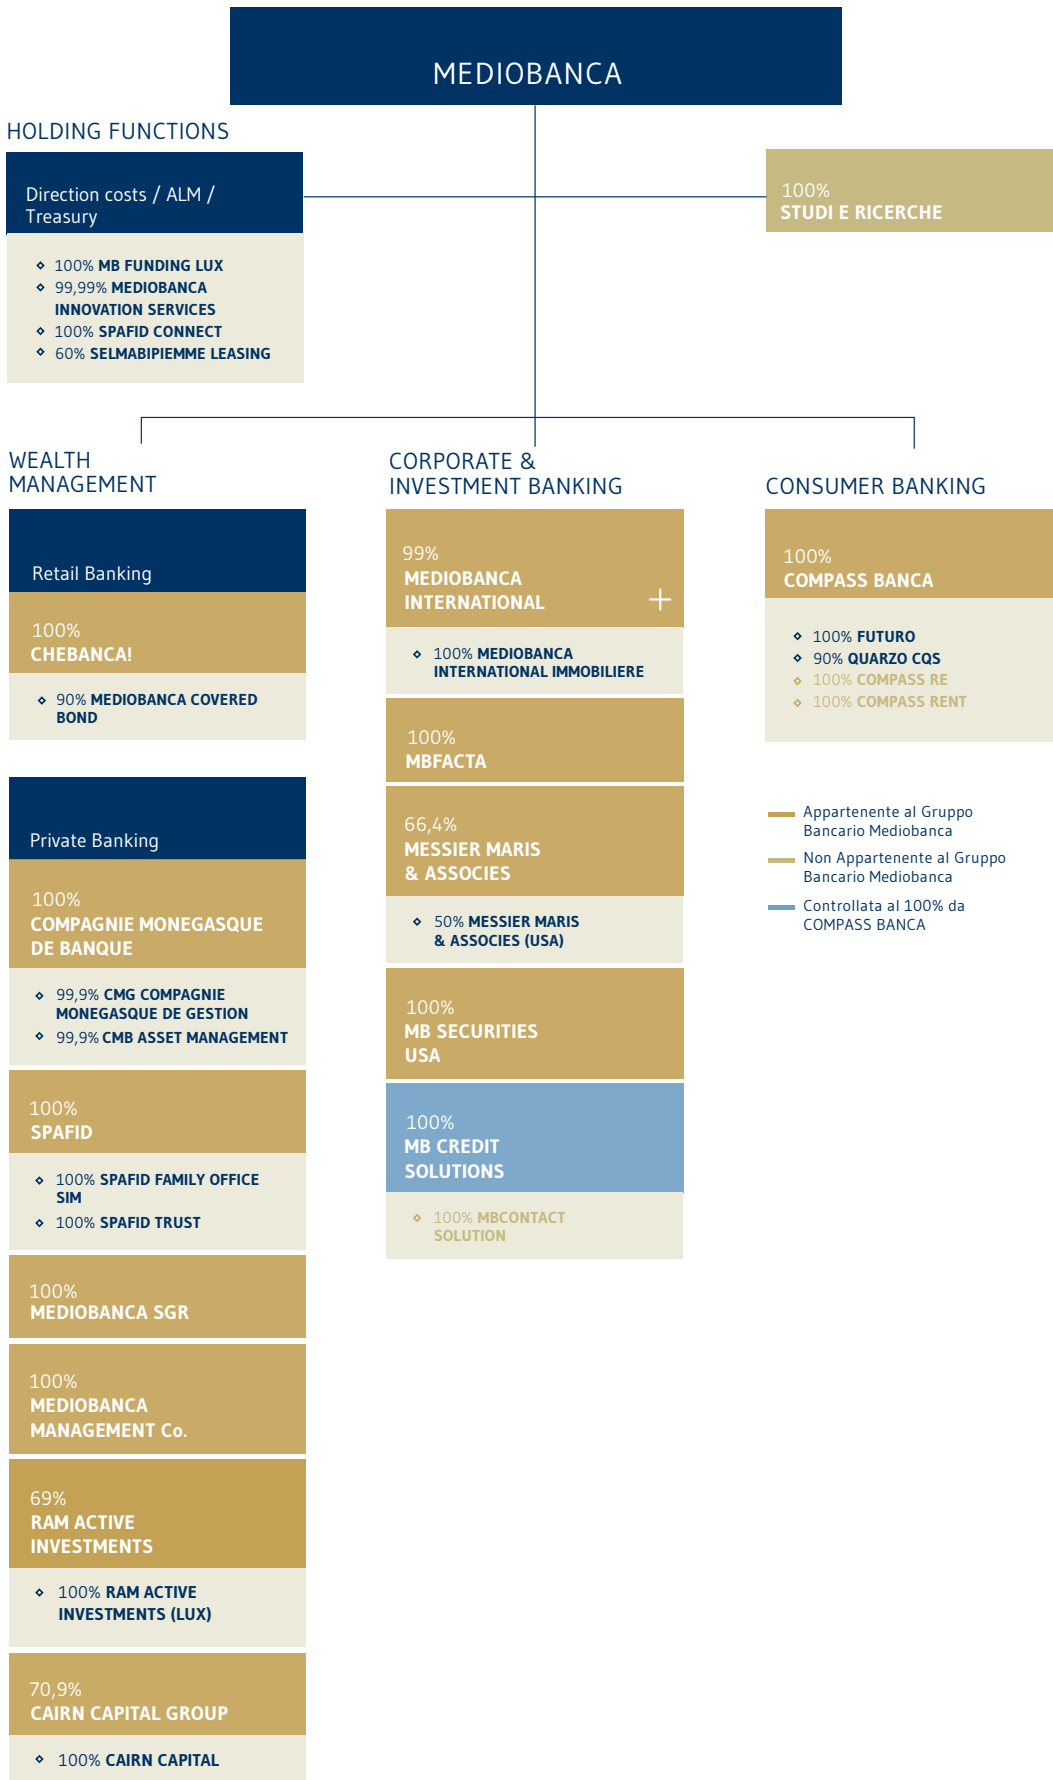 MEDIOBANCA
HOLDING FUNCTIONS
Direction costs / ALM /
Treasury
100% MB FUNDING LUX
99,99% MEDIOBANCA
INNOVATION SERVICES
100% SPAFID CONNECT
60% SELMABIPIEMME LEASING
100%
STUDI E RICERCHE
WEALTH
MANAGEMENT
Retail Banking
100%
CHEBANCA!
90% MEDIOBANCA COVERED
BOND
Private Banking
100%
COMPAGNIE MONEGASQUE
DE BANQUE
99,9% CMG COMPAGNIE
MONEGASQUE DE GESTION
99,9% CMB ASSET MANAGEMENT
100%
SPAFID
100% SPAFID FAMILY OFFICE
SIM
100% SPAFID TRUST
100%
MEDIOBANCA SGR
100%
MEDIOBANCA
MANAGEMENT Co.
69%
RAM ACTIVE
INVESTMENTS
100% RAM ACTIVE
INVESTMENTS (LUX)
70,9%
CAIRN CAPITAL GROUP
100% CAIRN CAPITAL
CORPORATE &
INVESTMENT BANKING
99%
MEDIOBANCA
INTERNATIONAL
100% MEDIOBANCA
INTERNATIONAL IMMOBILIERE
100%
MBFACTA
66,4%
MESSIER MARIS
& ASSOCIES
50% MESSIER MARIS
& ASSOCIES (USA)
100%
MB SECURITIES
USA
100%
MB CREDIT
SOLUTIONS
100% MBCONTACT
SOLUTION
CONSUMER BANKING
100%
COMPASS BANCA
100% FUTURO
90% QUARZO CQS
100% COMPASS RE
100% COMPASS RENT
Appartenente al Gruppo
Bancario Mediobanca
Non Appartenente al Gruppo
Bancario Mediobanca
Controllata al 100% da
COMPASS BANCA